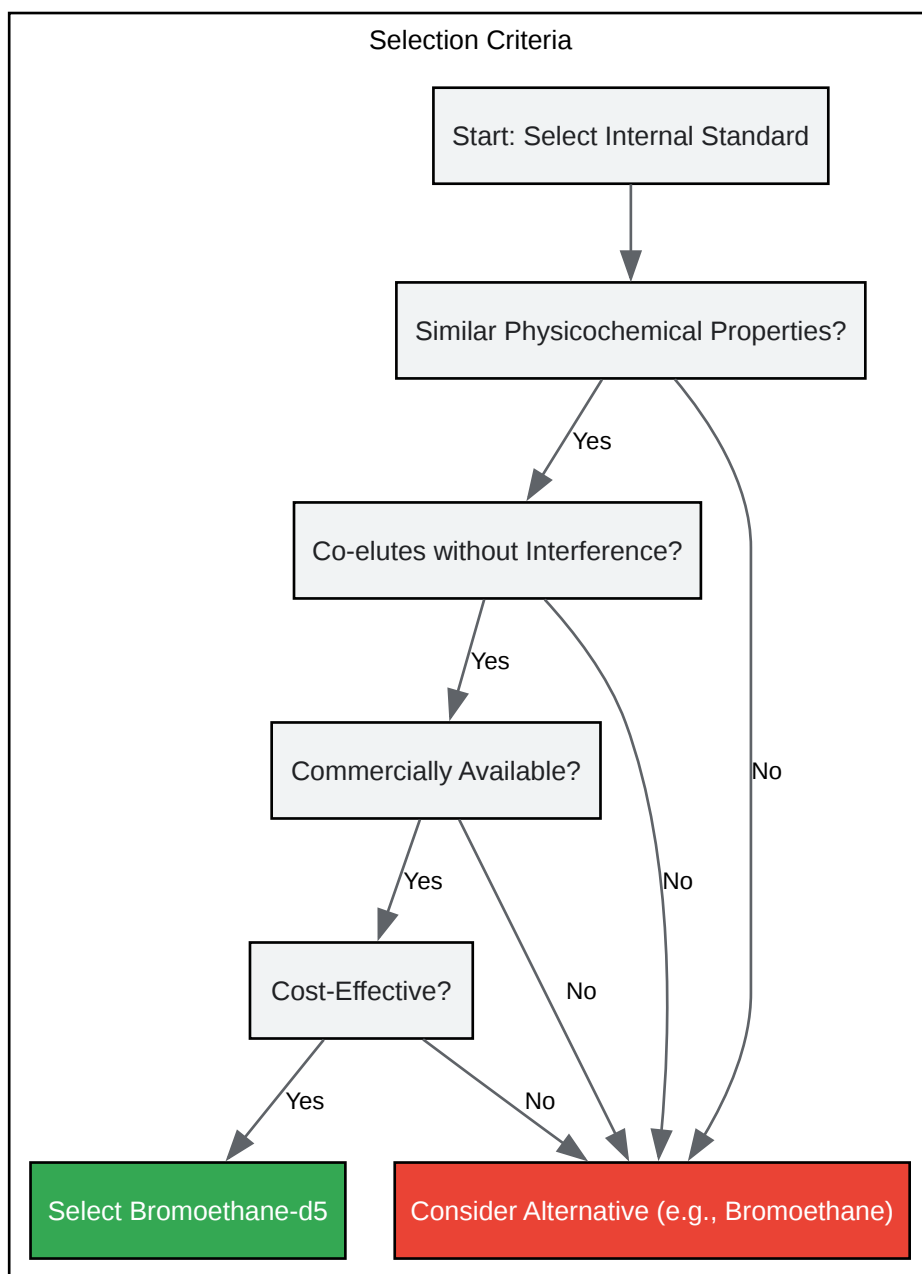 Selection Criteria
Start: Select Internal Standard
Similar Physicochemical Properties?
Yes
Co-elutes without Interference?
Yes
Commercially Available?
No
Yes
No
Cost-Effective?
No
Yes
No
Select Bromoethane-d5
Consider Alternative (e.g., Bromoethane)